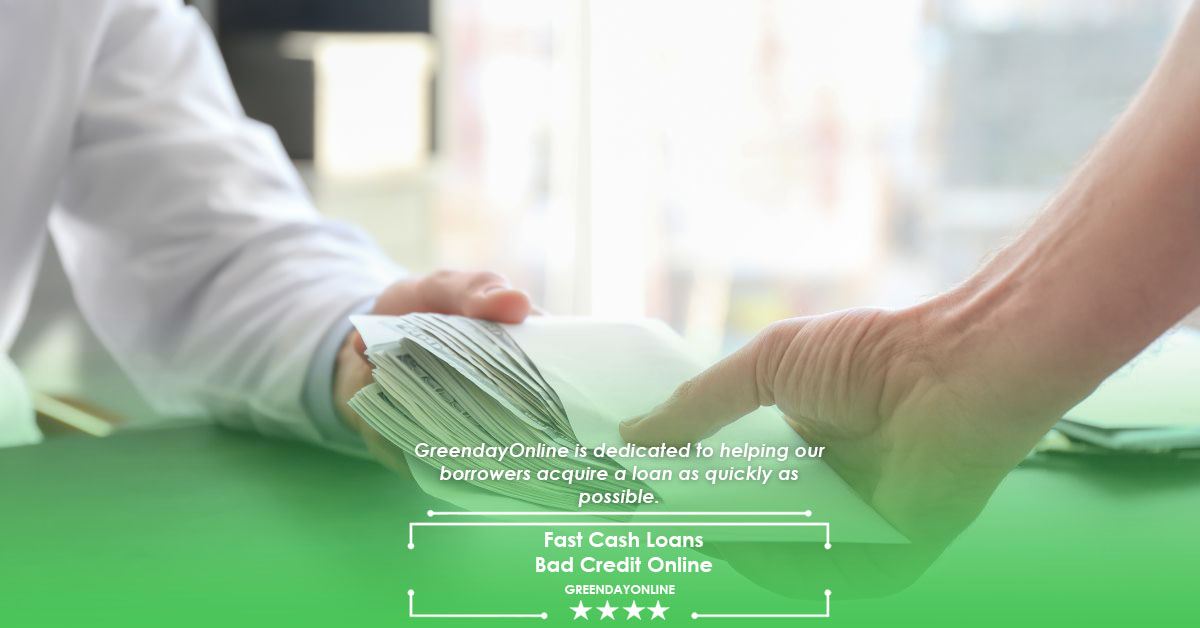 GreendayOnline is dedicated to helping our
borrowers acquire a loan as quickly as
possible.
Fast Cash Loans
Bad Credit Online
GREENDAYONLINE